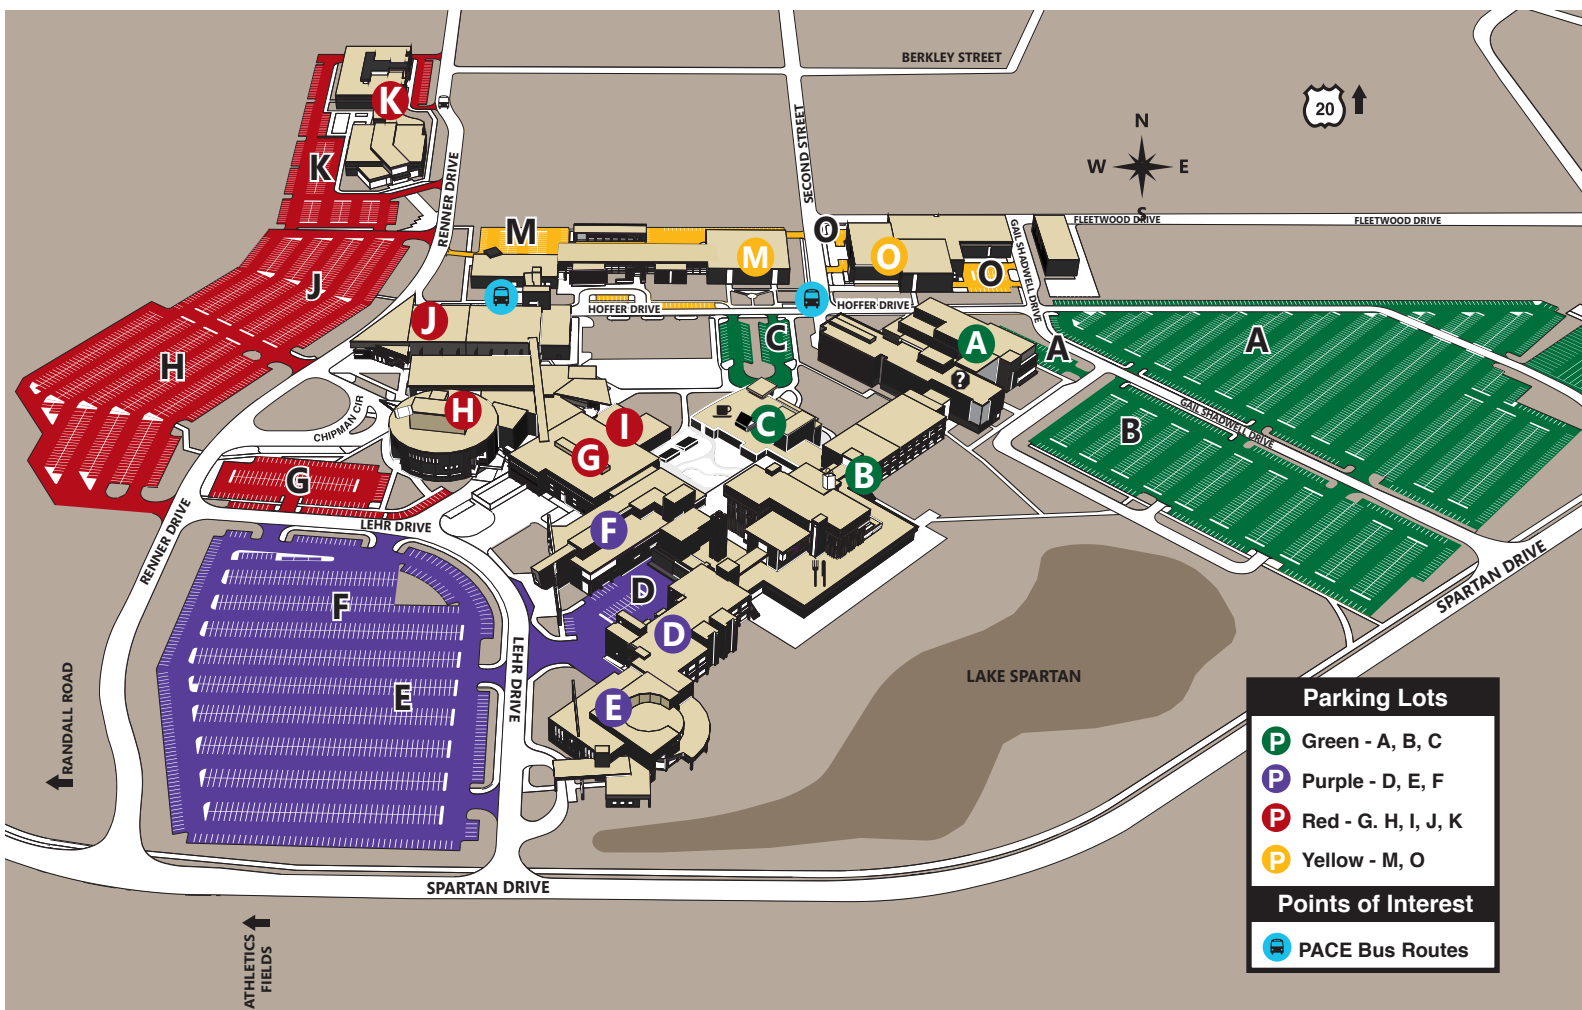 BERKLEY STREET
20
N
W E
S
K
K
RENNER DRIVE
SECOND STREET
FLEETWOOD DRIVE
FLEETWOOD DRIVE
GAIL SHADWELL DRIVE
M
M
O
O
O
J
J
HOFFER DRIVE
HOFFER DRIVE
C
A
?
A
A
H
H
CHIPMAN CIR
I
G
C
B
B
GAIL SHADWELL DRIVE
G
LEHR DRIVE
F
RENNER DRIVE
F
D
D
E
E
LEHR DRIVE
SPARTAN DRIVE
LAKE SPARTAN
RANDALL ROAD
SPARTAN DRIVE
ATHLETICS
FIELDS
Parking Lots
P Green - A, B, C
P Purple - D, E, F
P Red - G. H, I, J, K
P Yellow - M, O
Points of Interest
PACE Bus Routes